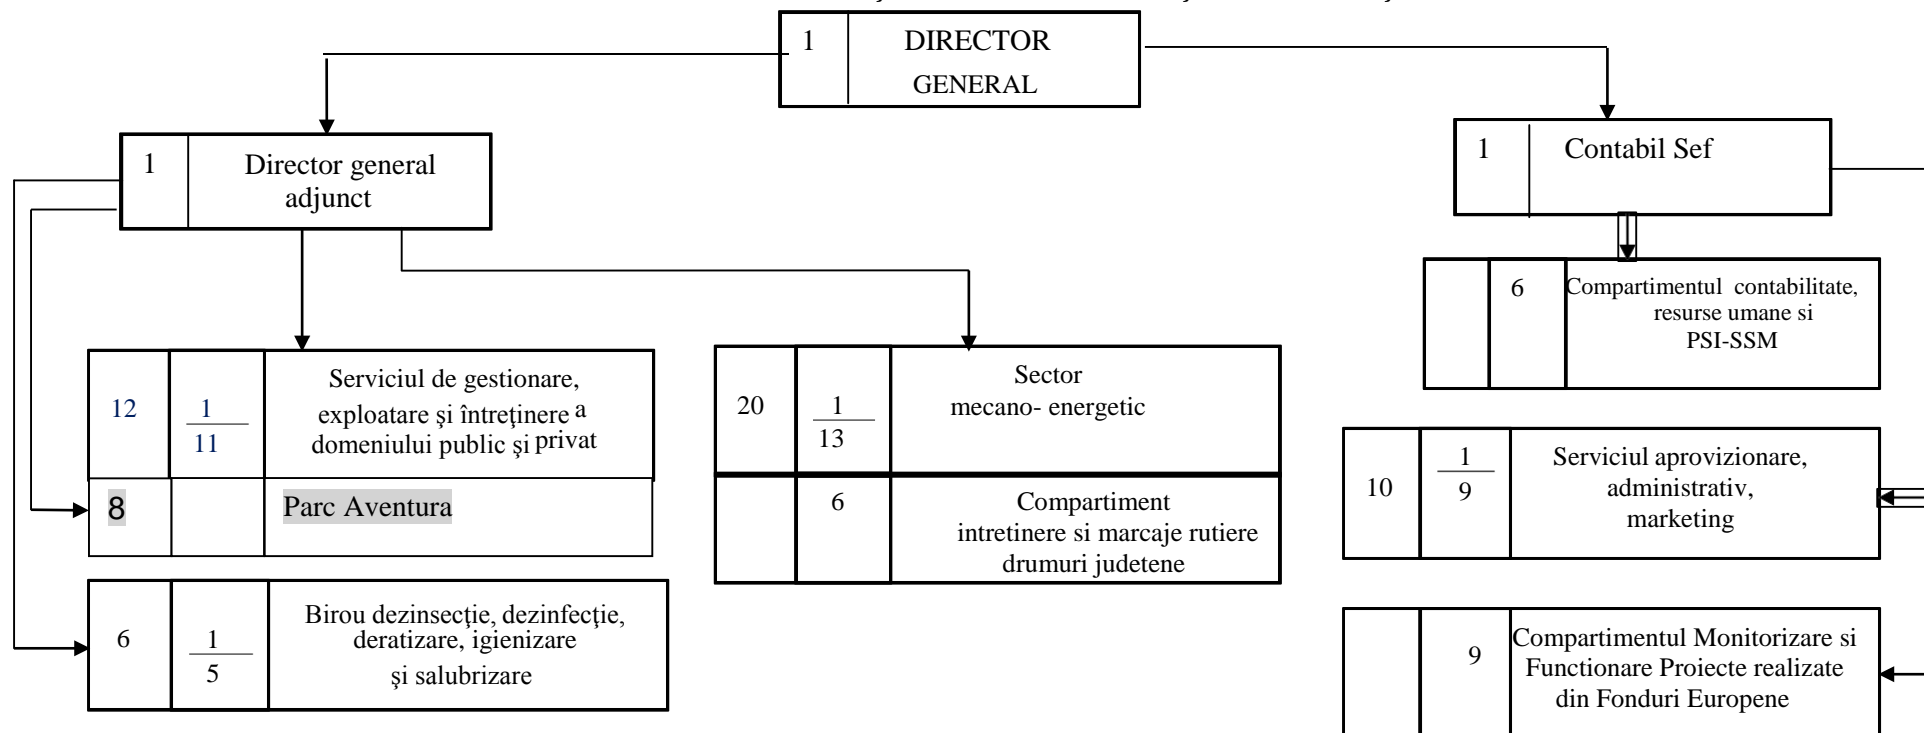 1
DIRECTOR
GENERAL
1
Director general
adjunct
1
Contabil Sef
6
Compartimentul contabilitate,
resurse umane si
PSI-SSM
12
1
11
Serviciul de gestionare,
exploatare şi întreţinere a
domeniului public şi privat
8
Parc Aventura
20
1
13
Sector
mecano- energetic
6
Compartiment
intretinere si marcaje rutiere
drumuri judetene
10
1
9
Serviciul aprovizionare,
administrativ,
marketing
6
1
5
Birou dezinsecţie, dezinfecţie,
deratizare, igienizare
şi salubrizare
9
Compartimentul Monitorizare si
Functionare Proiecte realizate
din Fonduri Europene